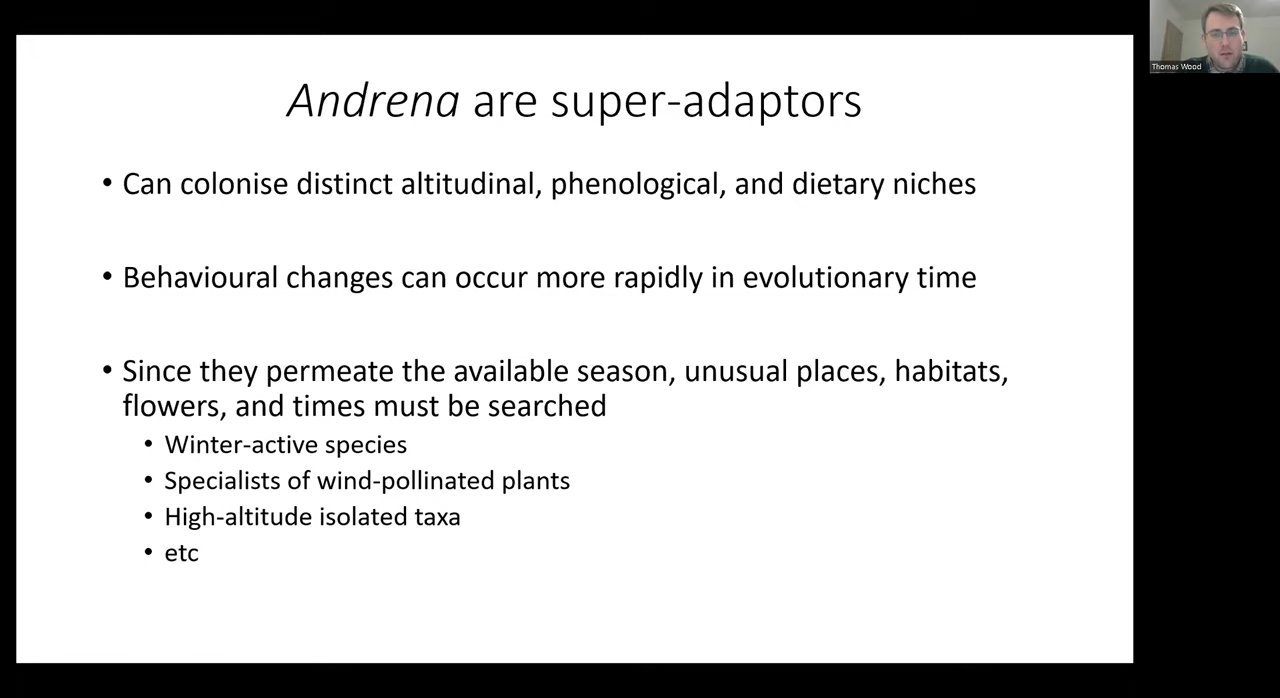 Andrena are super-adaptors
• Can colonise distinct altitudinal, phenological, and dietary niches
• Behavioural changes can occur more rapidly in evolutionary time
• Since they permeate the available season, unusual places, habitats,
flowers, and times must be searched
• Winter-active species
• Specialists of wind-pollinated plants
• High-altitude isolated taxa
• etc
Thomas Wood